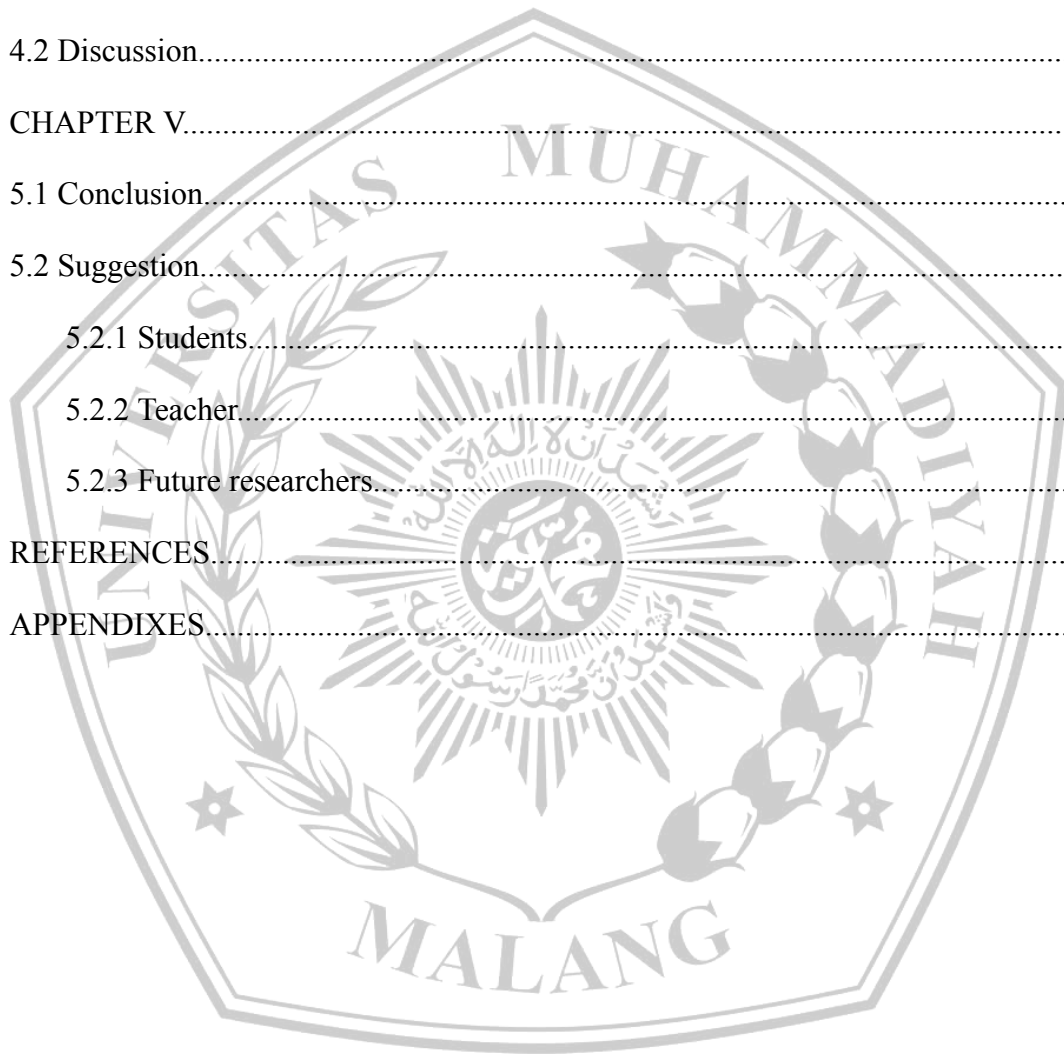 4.2 Discussion
CHAPTER V
5.1 Conclusion
5.2 Suggestion
5.2.1 Students
5.2.2 Teacher
5.2.3 Future researchers
REFERENCES
APPENDIXES
UNIVERSITAS MUHAMMADIYAH
MALANG